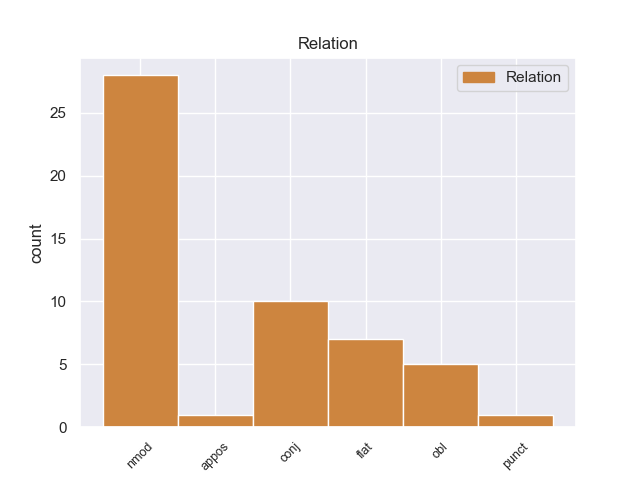 Relation
Relation
count
25
20
15
10
5
0
nmod
appos
conj
flat
obl
punct